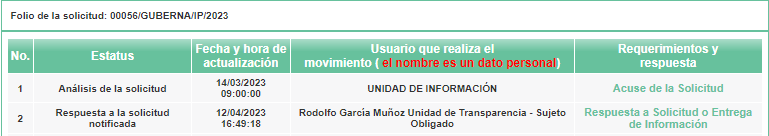 Folio de la solicitud: 00056/GUBERNA/IP/2023
No. Estatus Fecha y hora de actualización Usuario que realiza el movimiento ( el nombre es un dato personal) Requerimientos y respuesta
1 Análisis de la solicitud 14/03/2023 09:00:00 UNIDAD DE INFORMACIÓN Acuse de la Solicitud
2 Respuesta a la solicitud notificada 12/04/2023 16:49:18 Rodolfo García Muñoz Unidad de Transparencia - Sujeto Obligado Respuesta a Solicitud o Entrega de Información